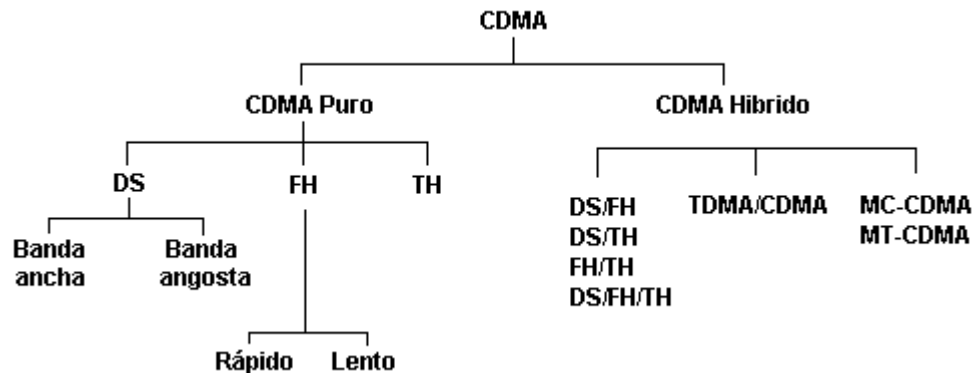 CDMA
CDMA Puro
CDMA Hibrido
DS
FH
TH
Banda
ancha
Banda
angosta
Rápido
Lento
DS/FH
DS/TH
FH/TH
DS/FH/TH
TDMA/CDMA
MC-CDMA
MT-CDMA